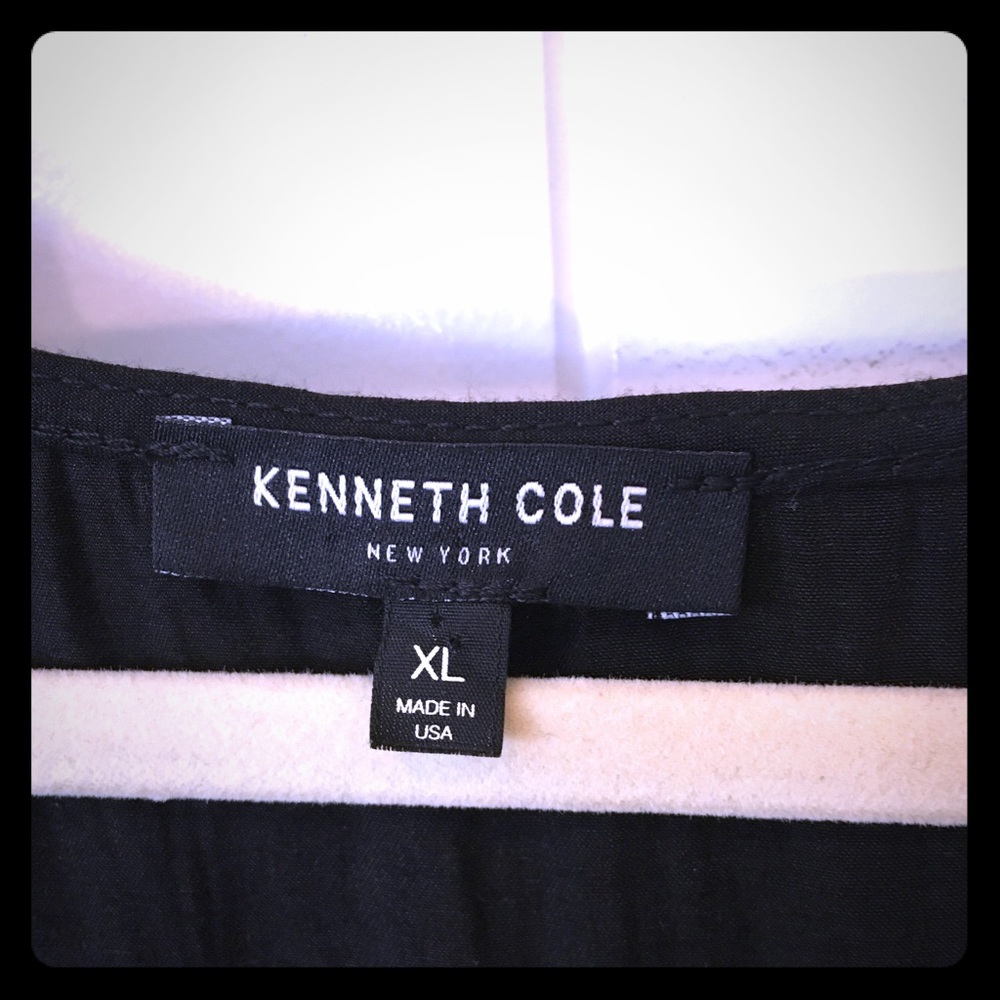 KENNETH COLE
NEW YORK
XL
MADE IN
USA